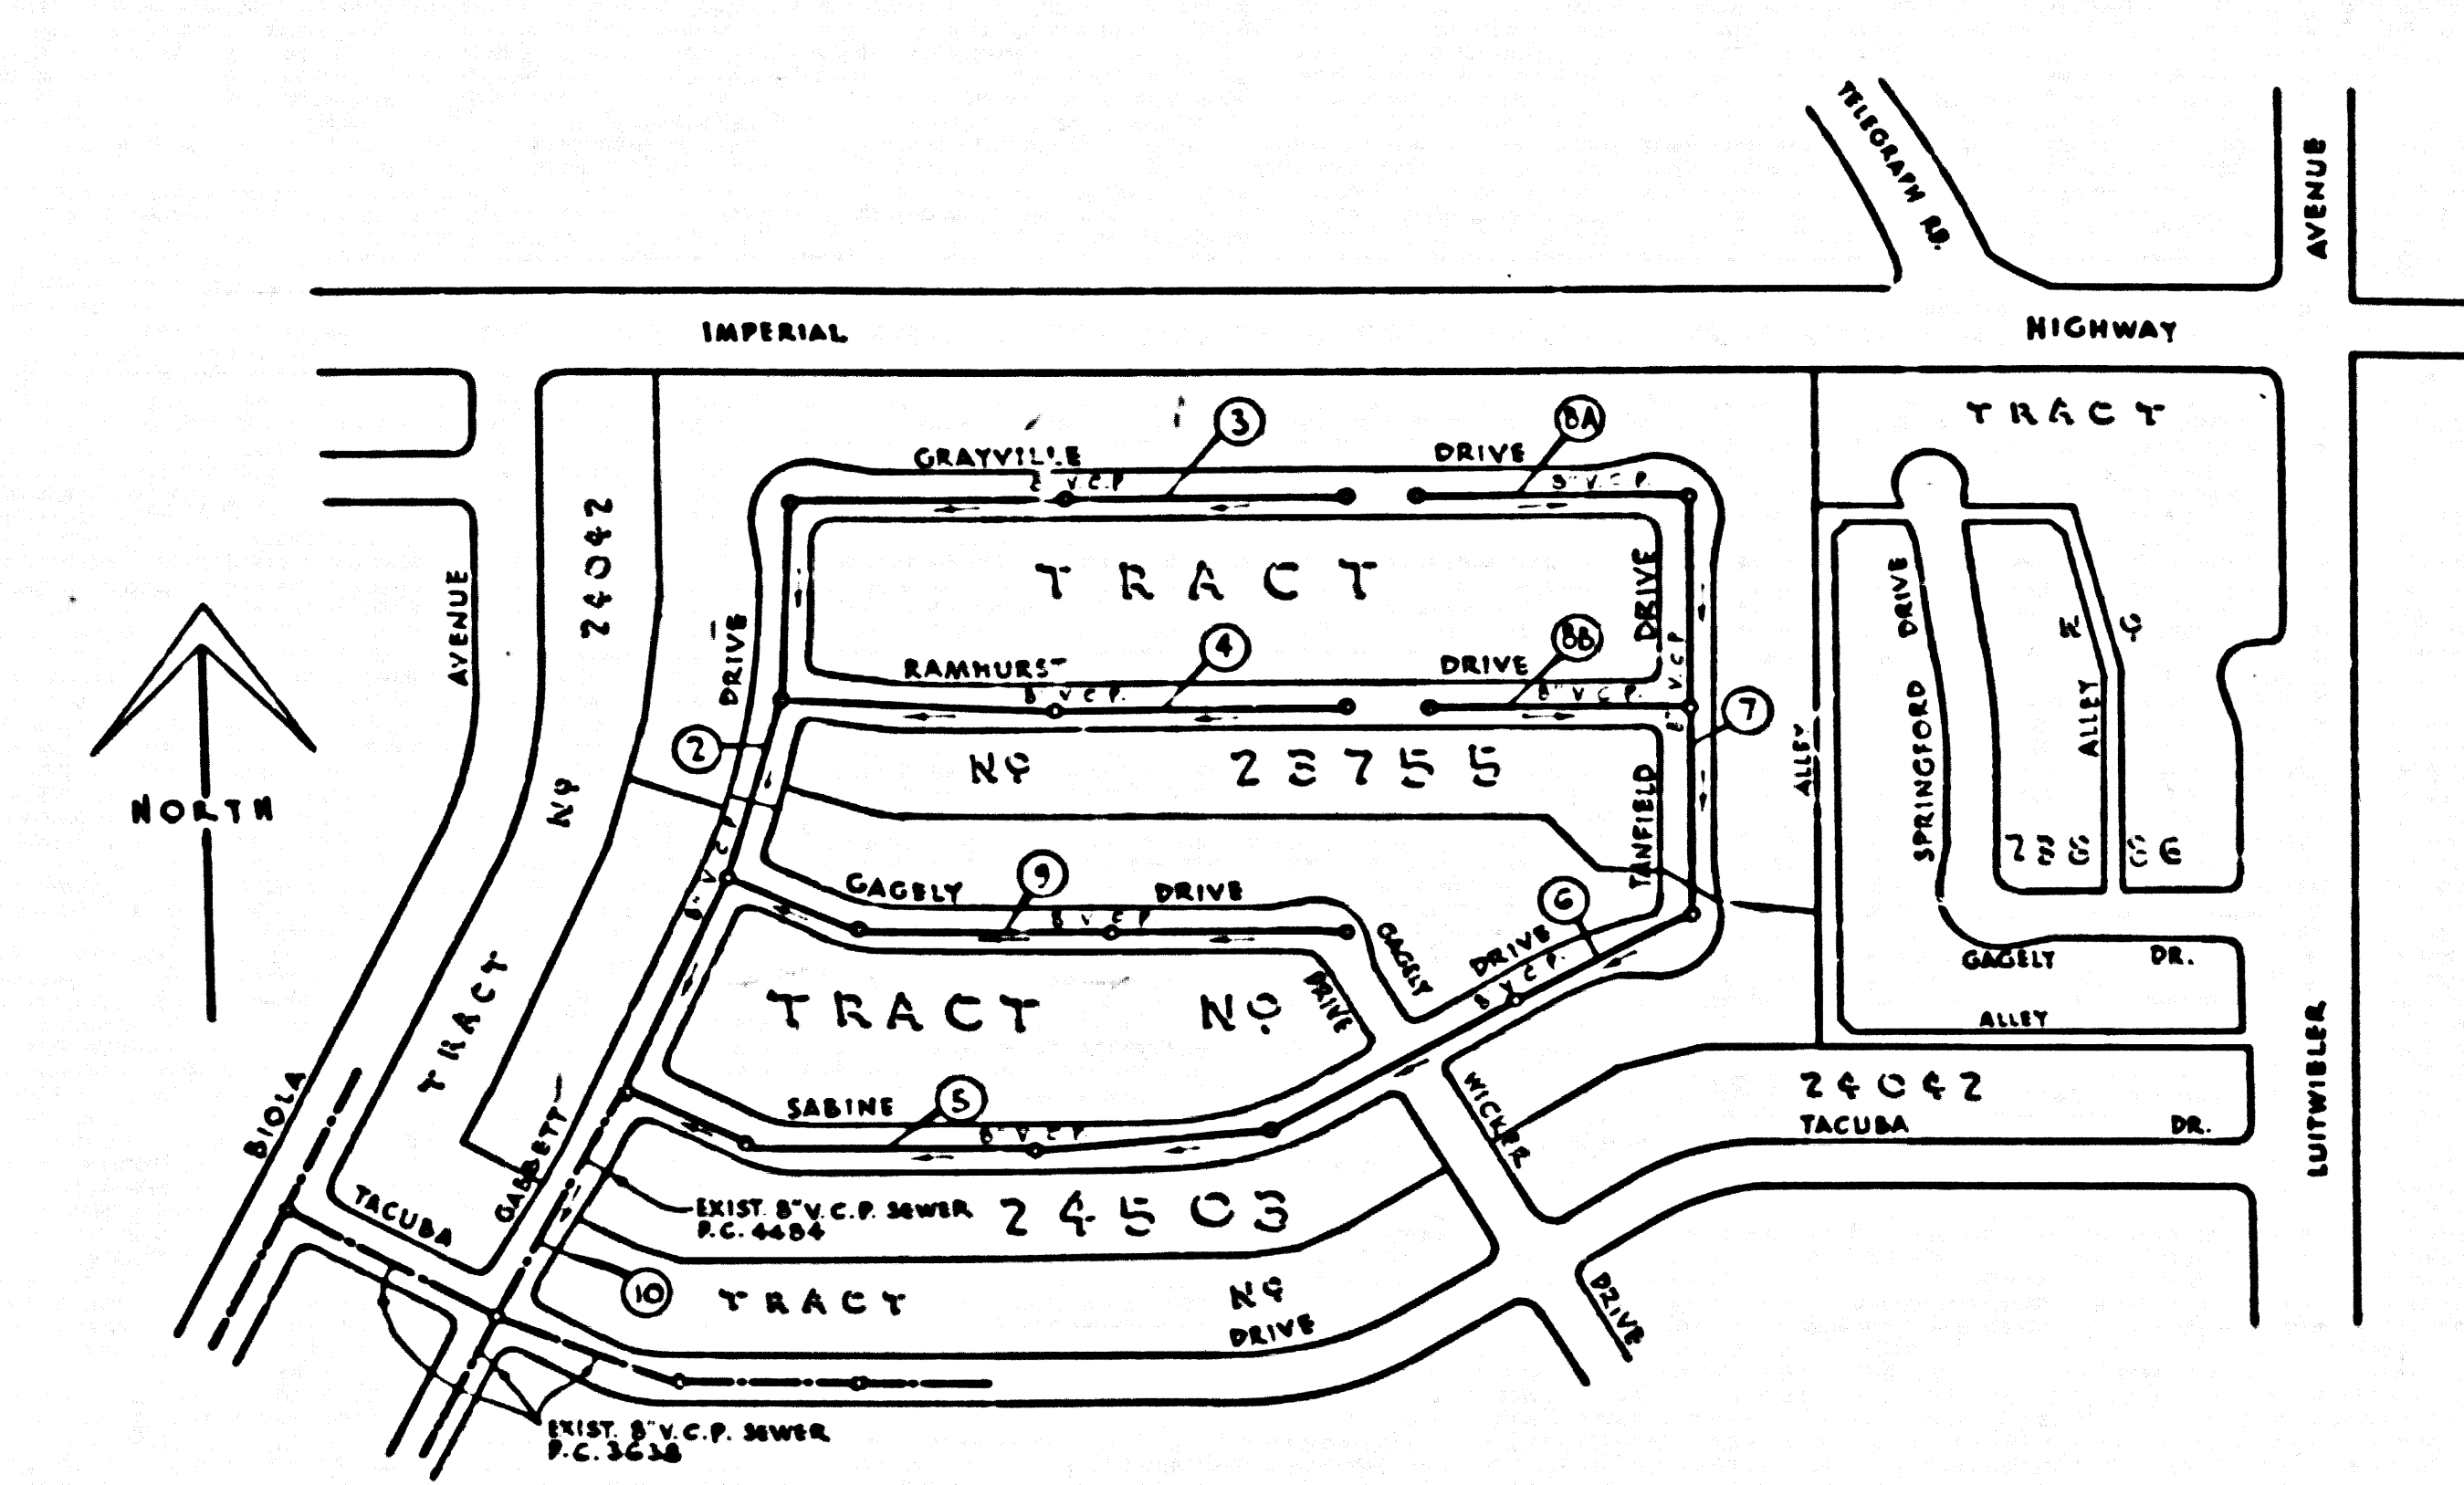 TELEGRAPH RD.
AVENUE
IMPERIAL HIGHWAY
TRACT
3
8A
GRAYVILLE DRIVE
V.C.P.
8" V.C.P.
24042
TRACT
DRIVE
DRIVE
DRIVE
AVENUE
Nº
4
8B
RAMHURST DRIVE
8" V.C.P.
8" V.C.P.
V.C.P.
7
2
ALLEY
ALLEY
SPRINGFORD
Nº 28755
NORTH
Nº
TANFIELD
8" V.C.P.
9
GAGELY DRIVE
8" V.C.P.
6
GAGELY
DRIVE
8" V.C.P.
GAGELY DR.
TRACT
TRACT Nº
DRIVE
ALLEY
LUITWIELER
BIOLA
GABBETT
SABINE
5
8" V.C.P.
WICKER
24042
TACUBA DR.
TACUBA
EXIST. 8" V.C.P. SEWER
P.C. 4484
24503
10
TRACT Nº
DRIVE
DRIVE
EXIST. 8" V.C.P. SEWER
P.C. 3638